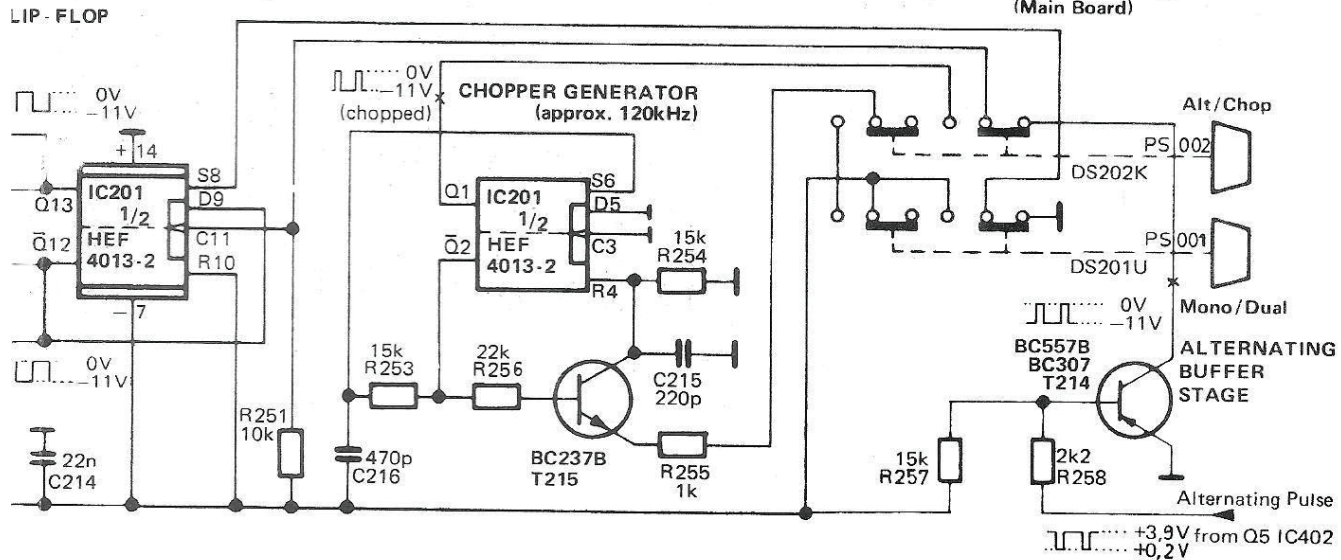 LIP-FLOP
(Main Board)
0V
-11V
0V
-11V
(chopped)
CHOPPER GENERATOR
(approx. 120kHz)
Alt/Chop
PS 002
DS202K
+ 14
IC201
1/2
HEF
4013-2
S8
D9
C11
R10
Q13
Q̅12
- 7
Q1
Q̅2
IC201
1/2
HEF
4013-2
S6
D5
C3
R4
15k
R254
PS 001
DS201U
Mono/Dual
0V
-11V
0V
-11V
BC557B
BC307
T214
ALTERNATING
BUFFER
STAGE
15k
R253
22k
R256
C215
220p
R251
10k
22n
C214
470p
C216
BC237B
T215
R255
1k
15k
R257
2k2
R258
Alternating Pulse
+3,9V from Q5 IC402
+0,2V